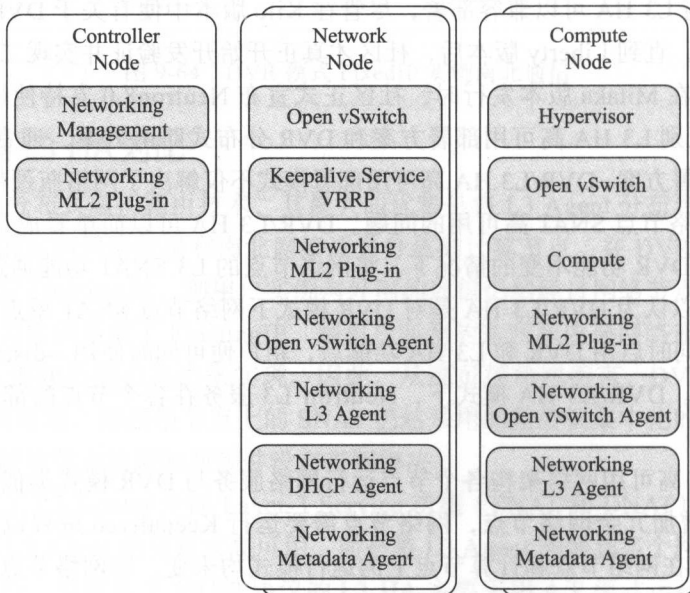 Controller
Node
Networking
Management
Networking
ML2 Plug-in
Network
Node
Open vSwitch
Keepalive Service
VRRP
Networking
ML2 Plug-in
Networking
Open vSwitch Agent
Networking
L3 Agent
Networking
DHCP Agent
Networking
Metadata Agent
Compute
Node
Hypervisor
Open vSwitch
Compute
Networking
ML2 Plug-in
Networking
Open vSwitch Agent
Networking
L3 Agent
Networking
Metadata Agent